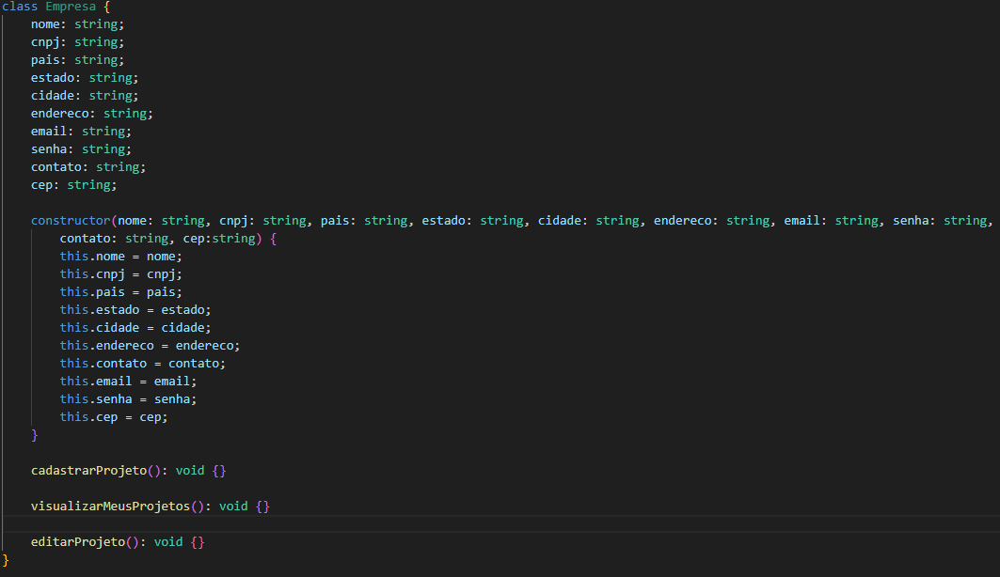 class Empresa {
    nome: string;
    cnpj: string;
    pais: string;
    estado: string;
    cidade: string;
    endereco: string;
    email: string;
    senha: string;
    contato: string;
    cep: string;
    constructor(nome: string, cnpj: string, pais: string, estado: string, cidade: string, endereco: string, email: string, senha: string,
        contato: string, cep:string) {
        this.nome = nome;
        this.cnpj = cnpj;
        this.pais = pais;
        this.estado = estado;
        this.cidade = cidade;
        this.endereco = endereco;
        this.contato = contato;
        this.email = email;
        this.senha = senha;
        this.cep = cep;
    }
    cadastrarProjeto(): void {}
    visualizarMeusProjetos(): void {}
    editarProjeto(): void {}
}